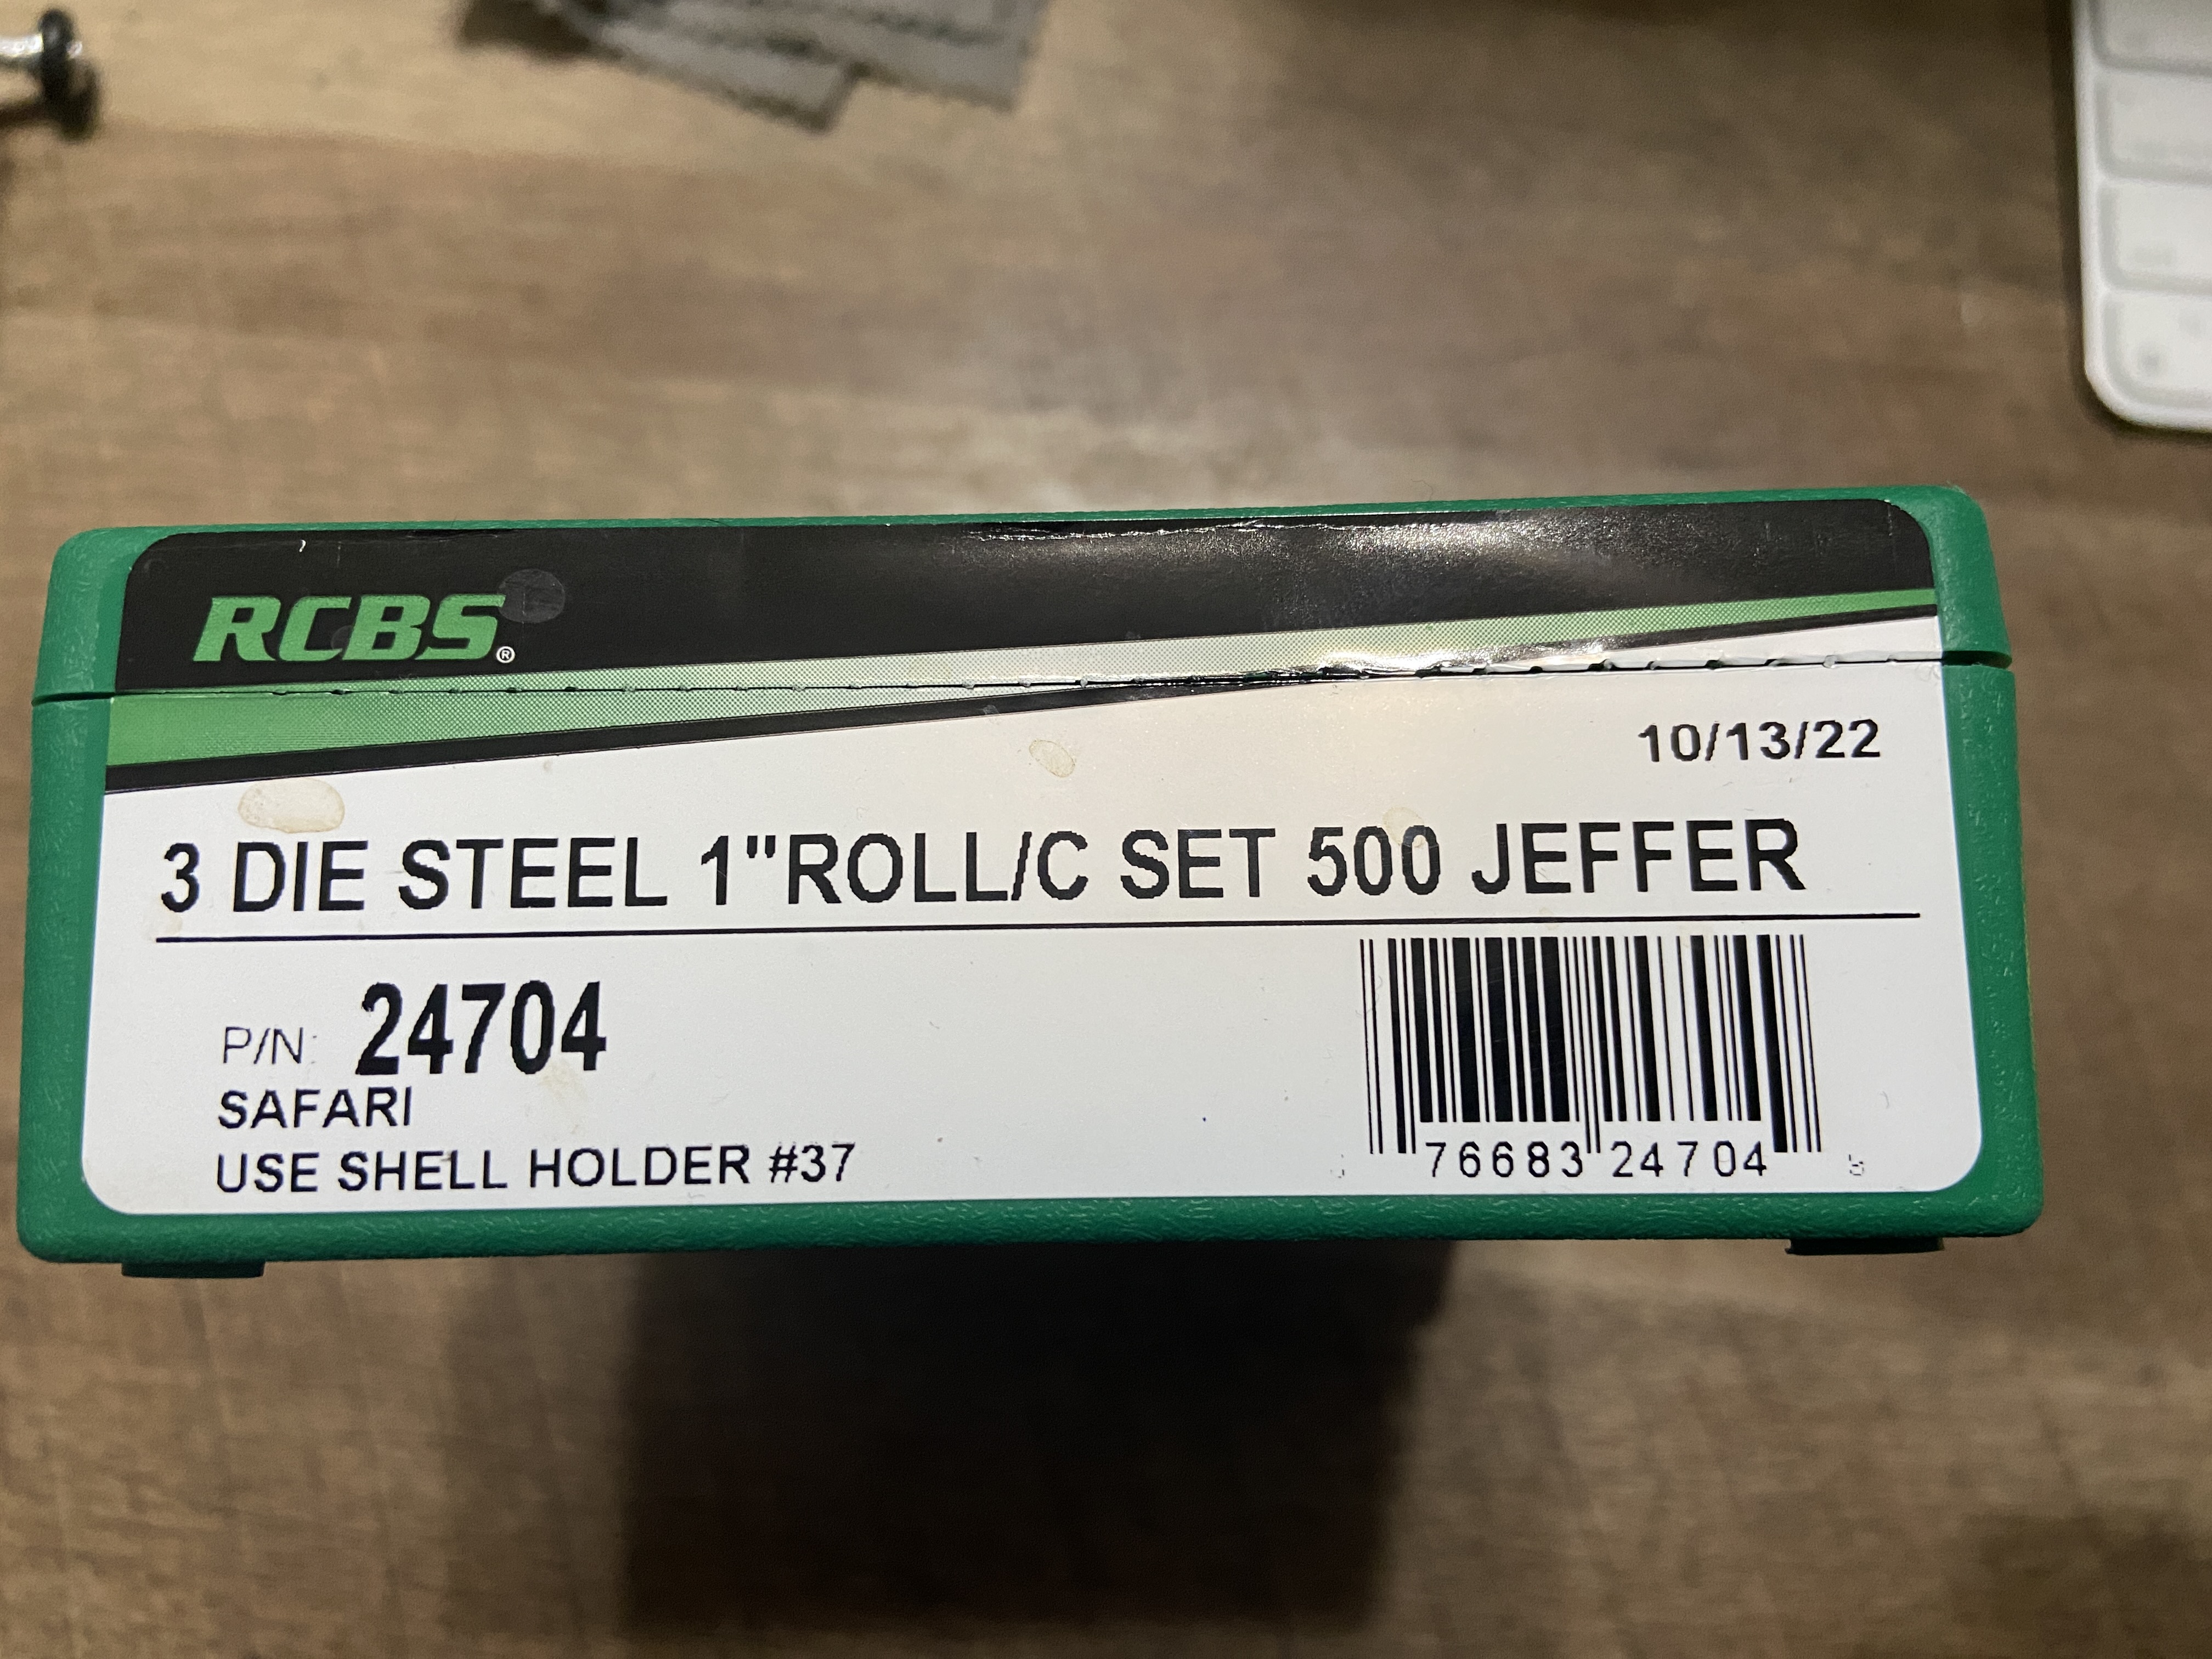 RCBS®
10/13/22
3 DIE STEEL 1"ROLL/C SET 500 JEFFER
P/N: 24704
SAFARI
USE SHELL HOLDER #37
76683 24704